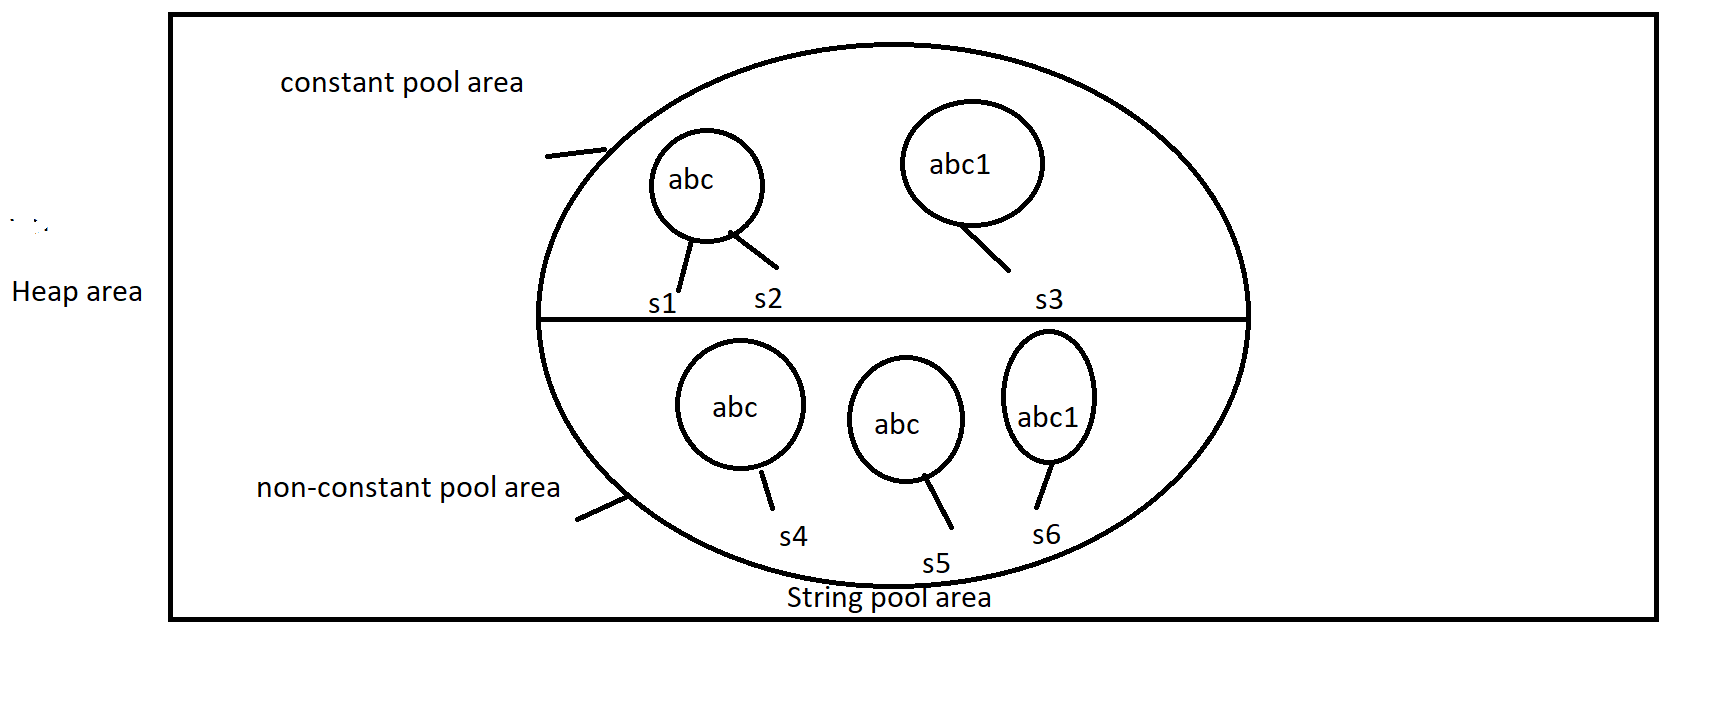 constant pool area
abc
abc1
Heap area
s1
s2
s3
abc
abc
abc1
non-constant pool area
s4
s5
s6
String pool area